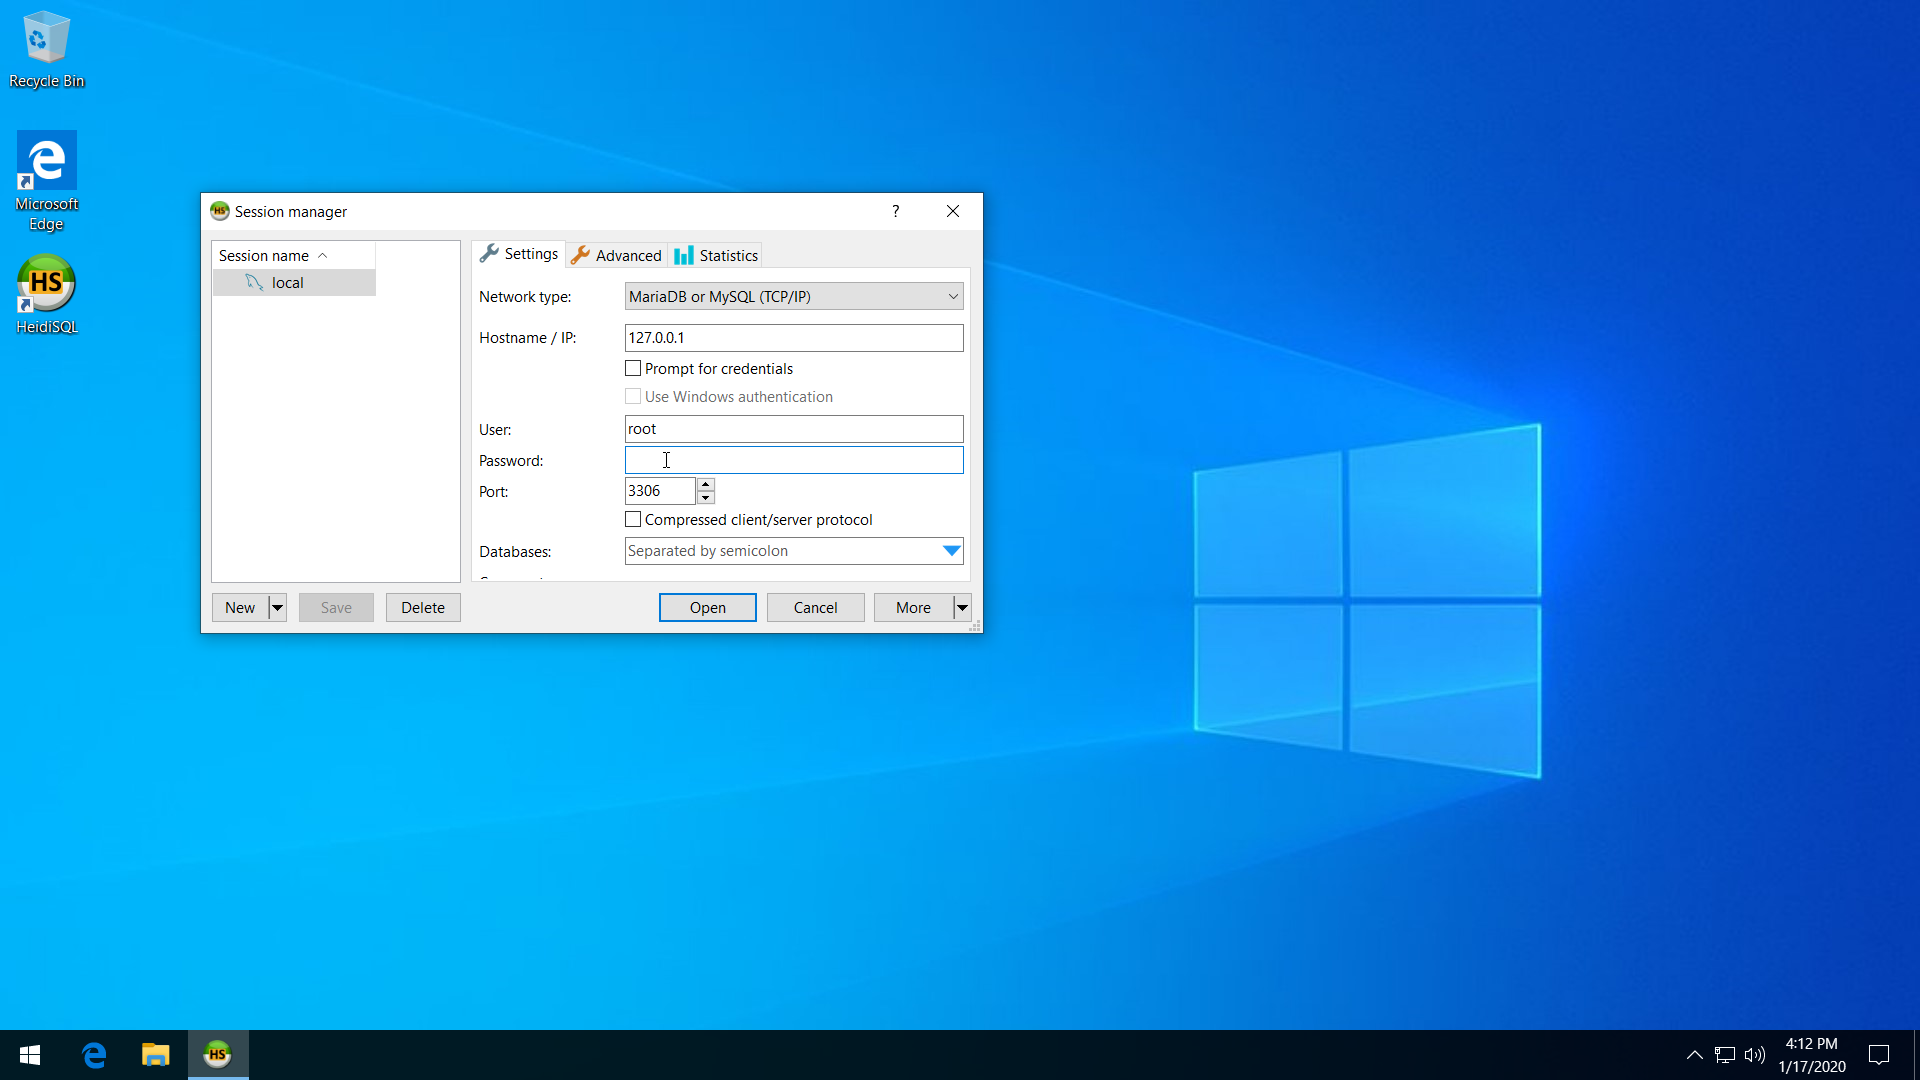 Recycle Bin
Microsoft
Edge
HS
HeidiSQL
HS Session manager ?
Session name
local
Settings Advanced Statistics
Network type: MariaDB or MySQL (TCP/IP)
Hostname / IP: 127.0.0.1
Prompt for credentials
Use Windows authentication
User: root
Password:
Port: 3306
Compressed client/server protocol
Databases: Separated by semicolon
New Save Delete Open Cancel More
HS
4:12 PM
1/17/2020